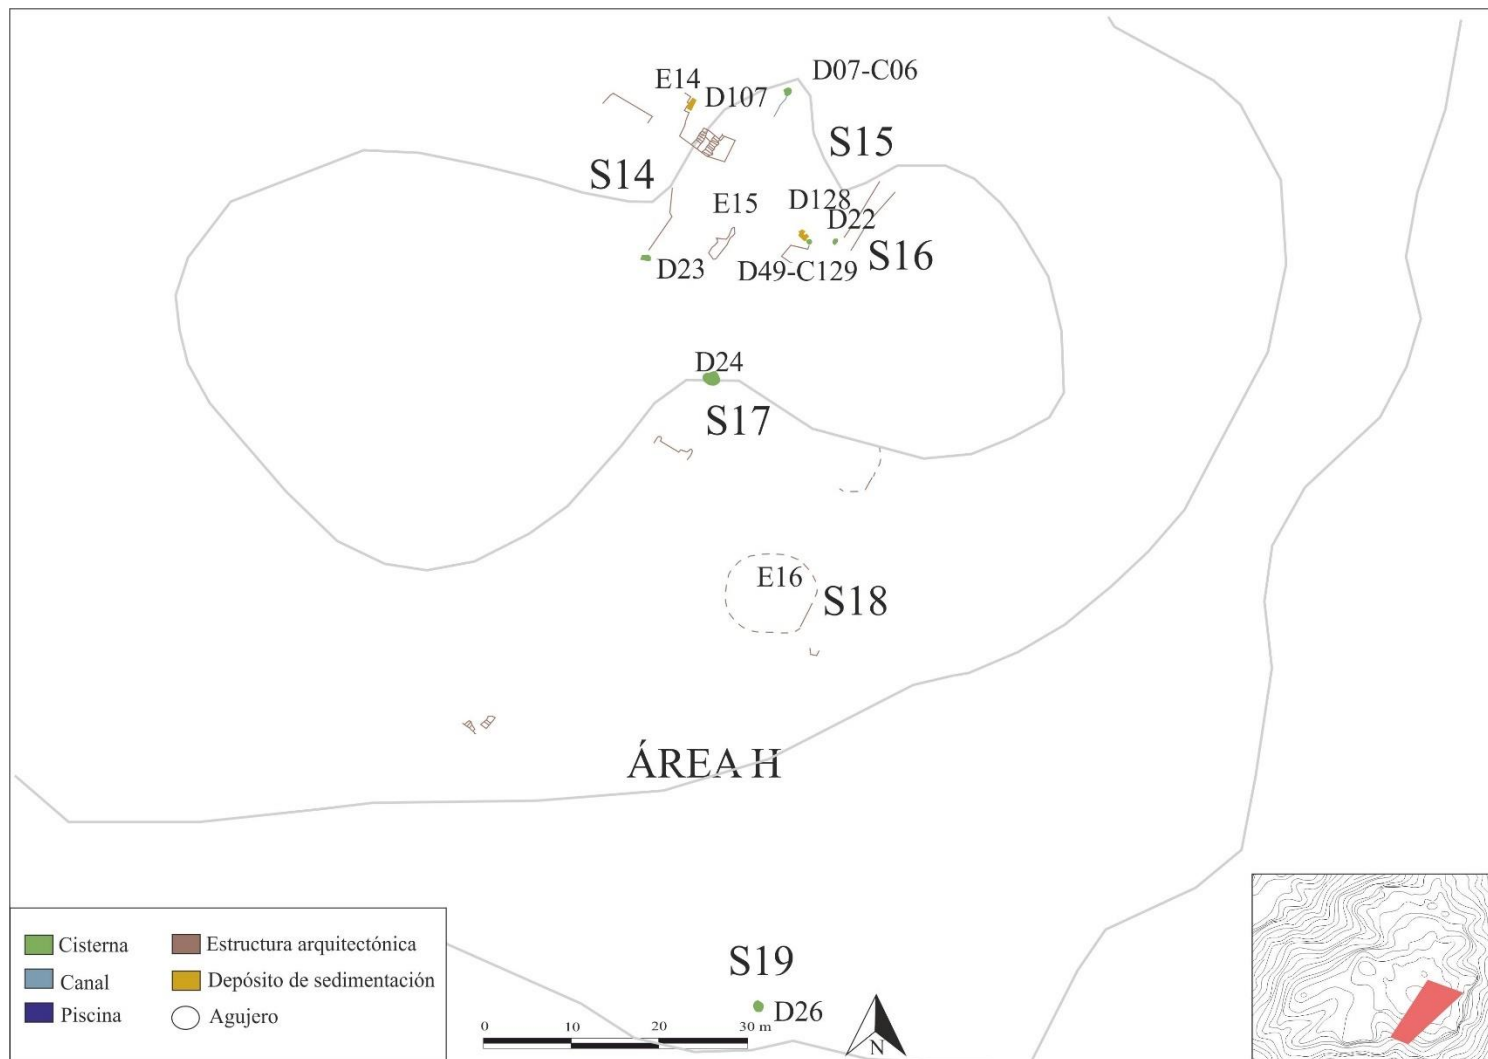 D07-C06
E14
D107
S15
S14
E15
D128
D22
S16
D23
D49-C129
D24
S17
E16
S18
ÁREA H
S19
D26
Cisterna
Canal
Piscina
Estructura arquitectónica
Depósito de sedimentación
Agujero
0 10 20 30 m
N